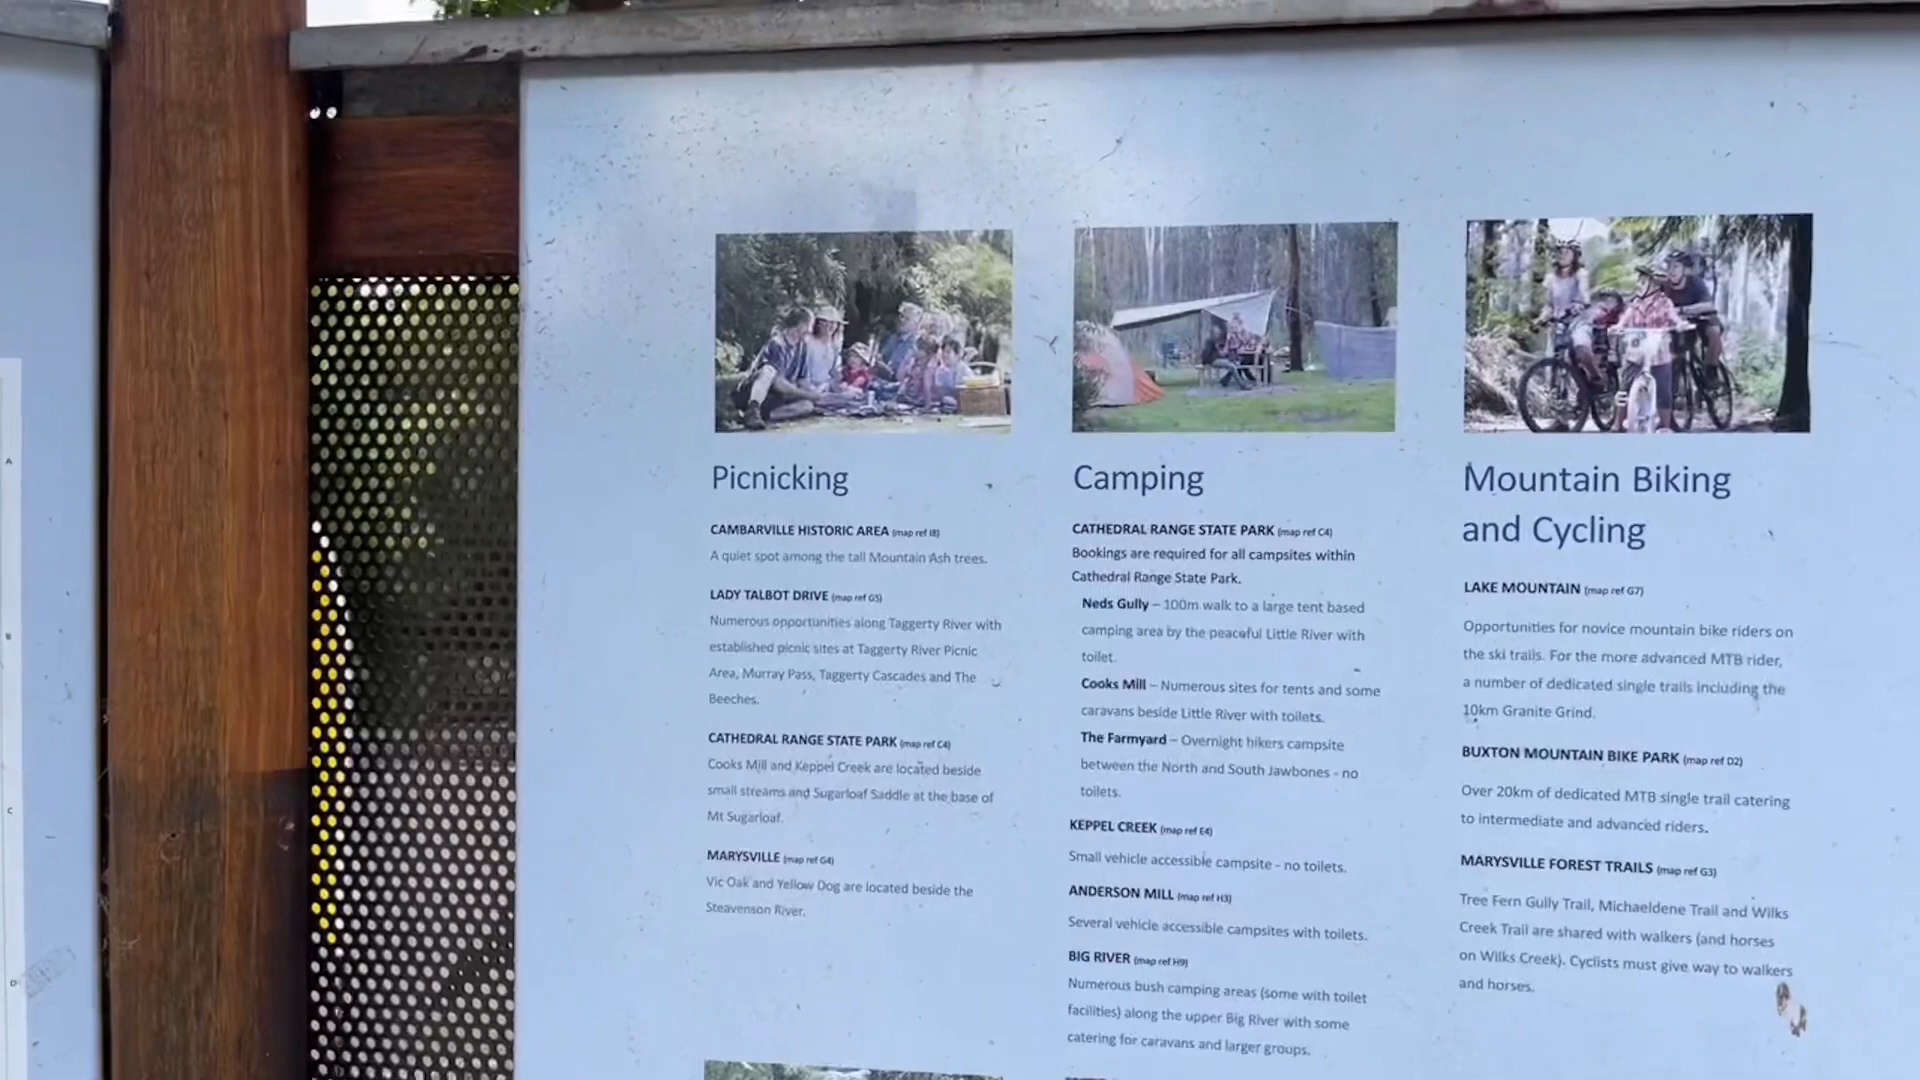 A
B
C
D
Picnicking
CAMBARVILLE HISTORIC AREA (map ref I8)
A quiet spot among the tall Mountain Ash trees.
LADY TALBOT DRIVE (map ref G5)
Numerous opportunities along Taggerty River with
established picnic sites at Taggerty River Picnic
Area, Murray Pass, Taggerty Cascades and The
Beeches.
CATHEDRAL RANGE STATE PARK (map ref C4)
Cooks Mill and Keppel Creek are located beside
small streams and Sugarloaf Saddle at the base of
Mt Sugarloaf.
MARYSVILLE (map ref G4)
Vic Oak and Yellow Dog are located beside the
Steavenson River.
Camping
CATHEDRAL RANGE STATE PARK (map ref C4)
Bookings are required for all campsites within
Cathedral Range State Park.
Neds Gully – 100m walk to a large tent based
camping area by the peaceful Little River with
toilet.
Cooks Mill – Numerous sites for tents and some
caravans beside Little River with toilets.
The Farmyard – Overnight hikers campsite
between the North and South Jawbones - no
toilets.
KEPPEL CREEK (map ref E4)
Small vehicle accessible campsite - no toilets.
ANDERSON MILL (map ref H3)
Several vehicle accessible campsites with toilets.
BIG RIVER (map ref H9)
Numerous bush camping areas (some with toilet
facilities) along the upper Big River with some
catering for caravans and larger groups.
Mountain Biking
and Cycling
LAKE MOUNTAIN (map ref G7)
Opportunities for novice mountain bike riders on
the ski trails. For the more advanced MTB rider,
a number of dedicated single trails including the
10km Granite Grind.
BUXTON MOUNTAIN BIKE PARK (map ref D2)
Over 20km of dedicated MTB single trail catering
to intermediate and advanced riders.
MARYSVILLE FOREST TRAILS (map ref G3)
Tree Fern Gully Trail, Michaeldene Trail and Wilks
Creek Trail are shared with walkers (and horses
on Wilks Creek). Cyclists must give way to walkers
and horses.